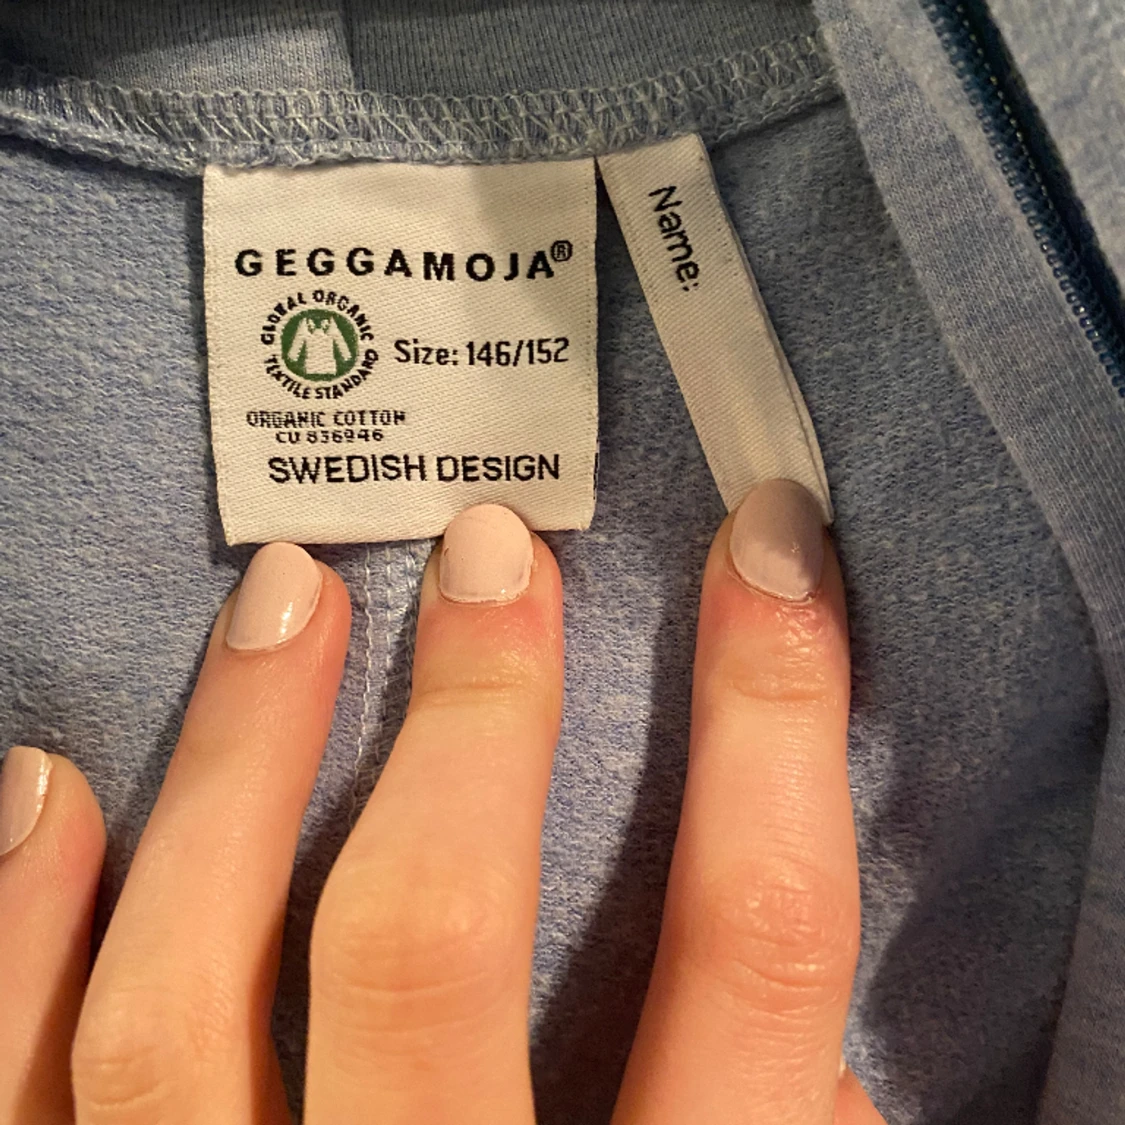 GEGGAMOJA®
GLOBAL ORGANIC
TEXTILE STANDARD
Size: 146/152
ORGANIC COTTON
CU 836946
SWEDISH DESIGN
Name: